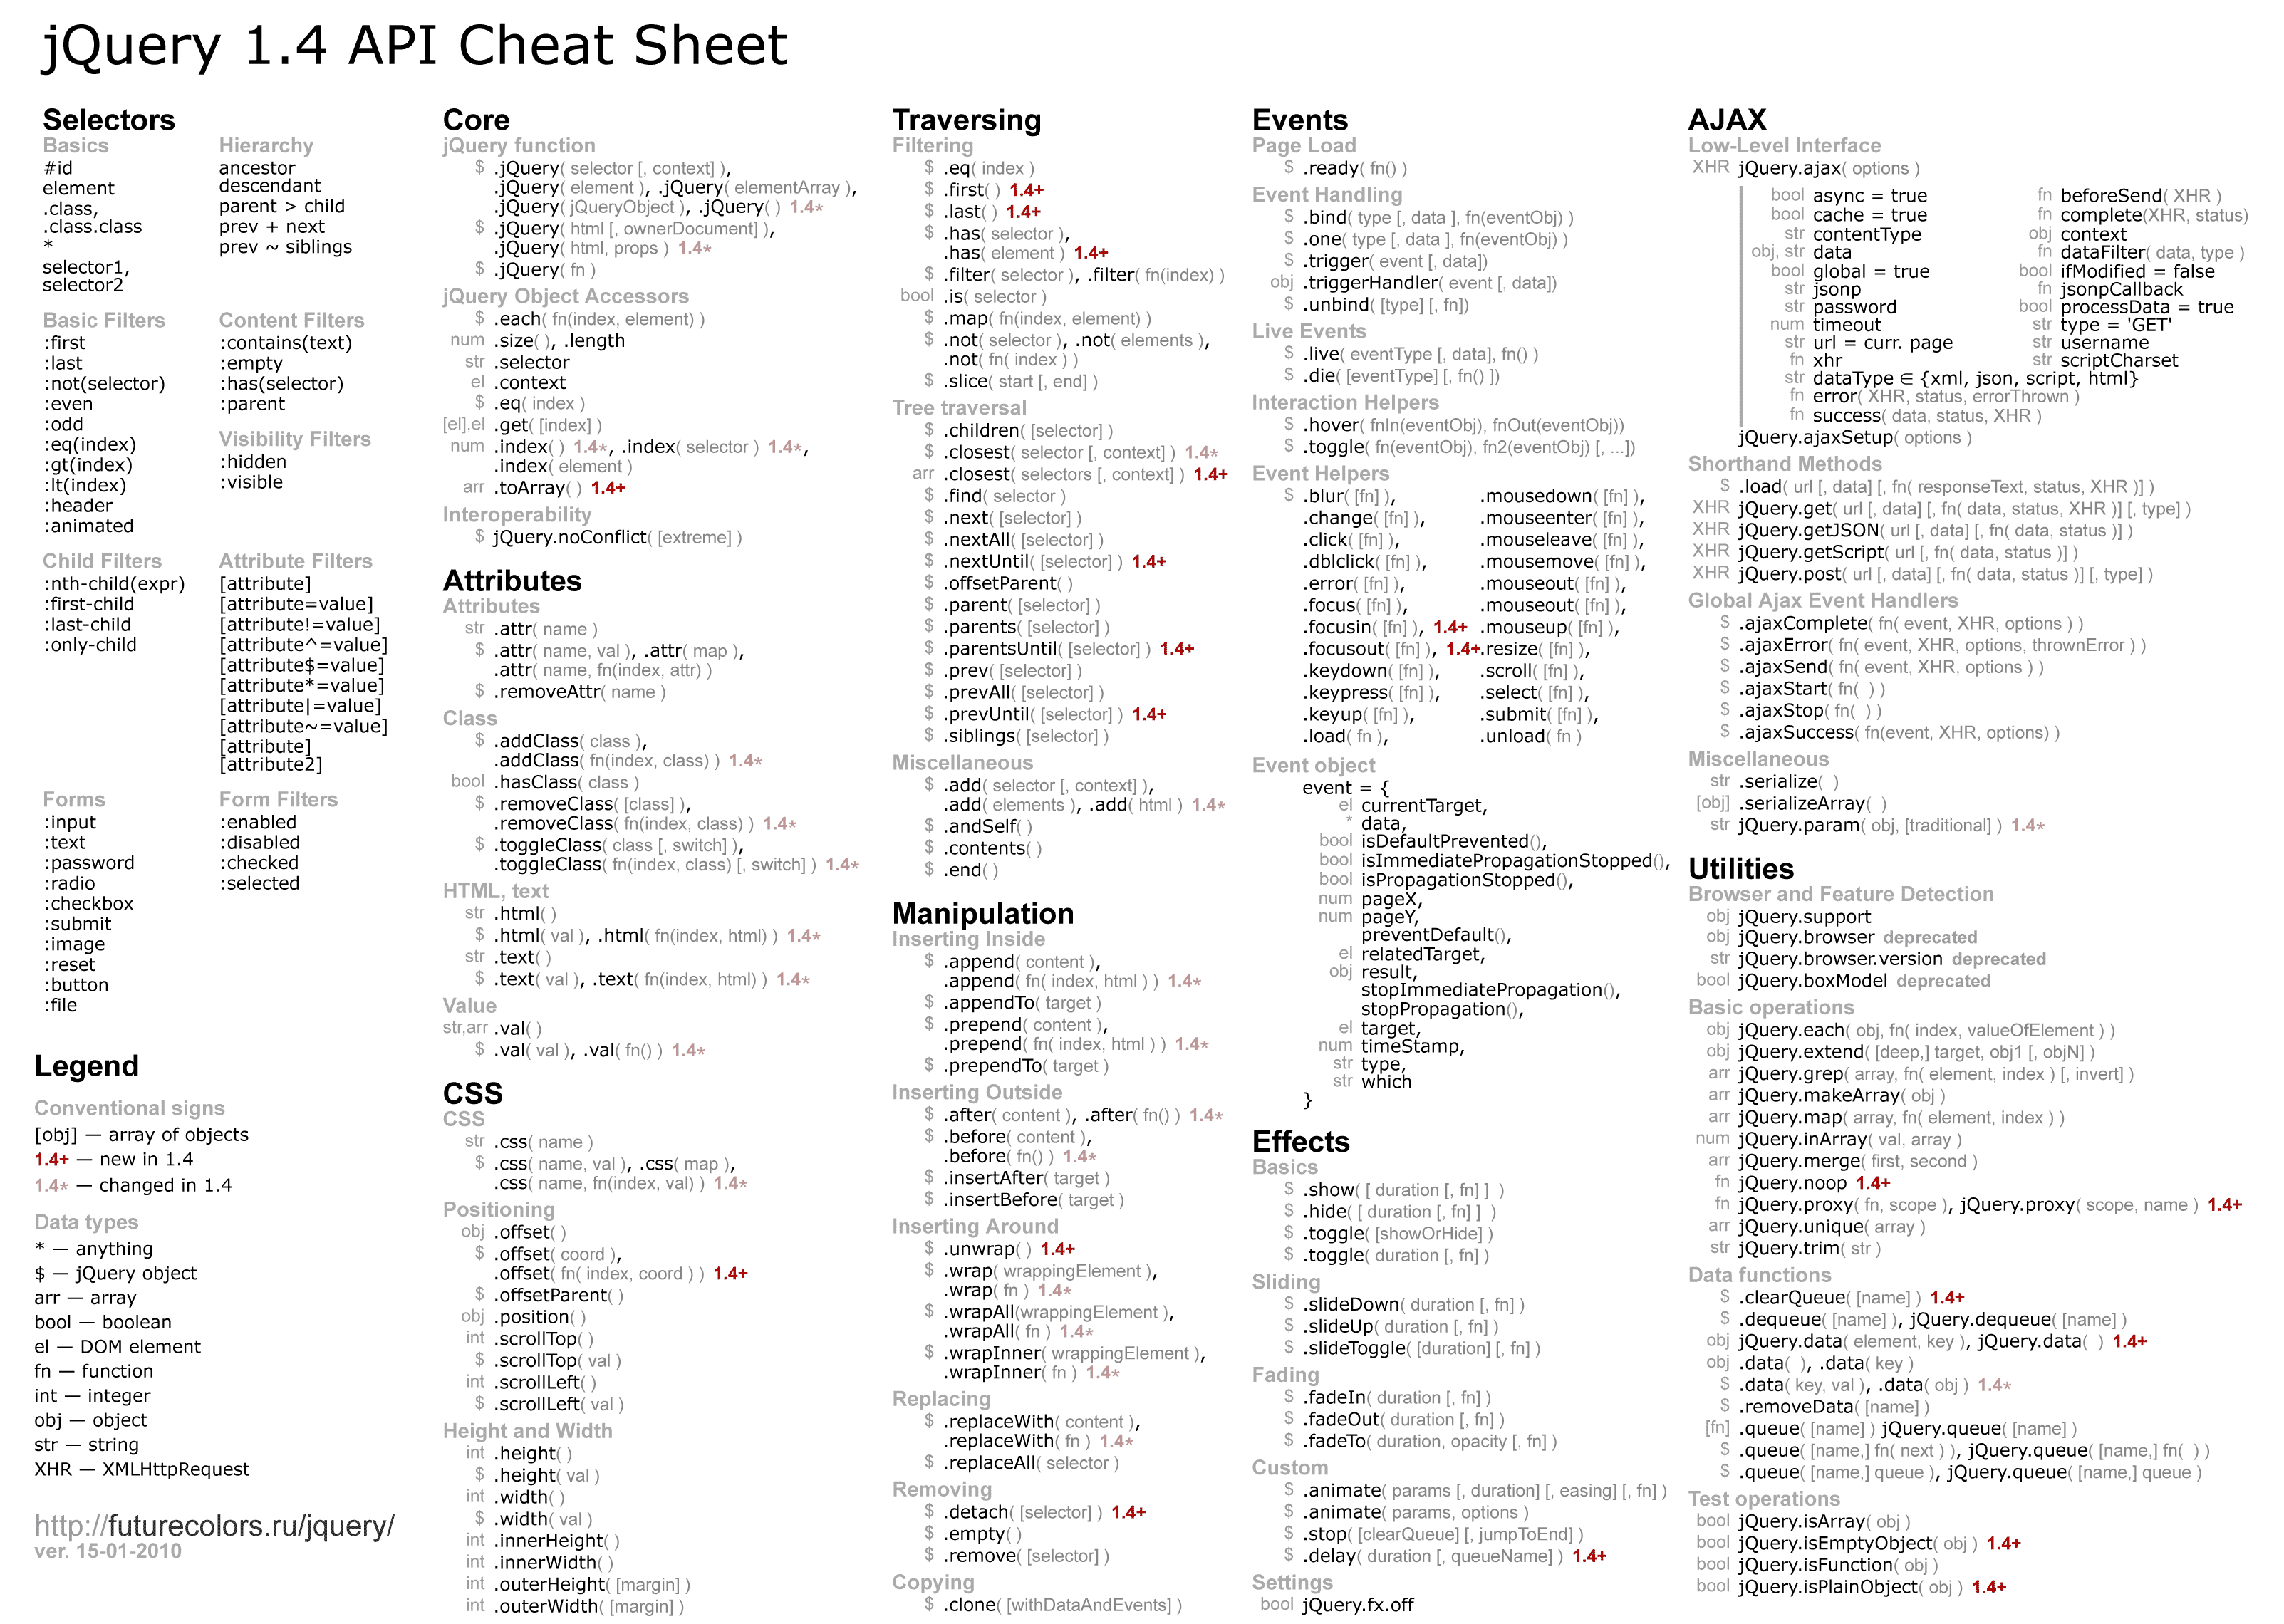 jQuery 1.4 API Cheat Sheet
Selectors
Basics
#id
element
.class,
.class.class
*
selector1,
selector2
Hierarchy
ancestor
descendant
parent > child
prev + next
prev ~ siblings
Basic Filters
:first
:last
:not(selector)
:even
:odd
:eq(index)
:gt(index)
:lt(index)
:header
:animated
Content Filters
:contains(text)
:empty
:has(selector)
:parent
Visibility Filters
:hidden
:visible
Child Filters
:nth-child(expr)
:first-child
:last-child
:only-child
Attribute Filters
[attribute]
[attribute=value]
[attribute!=value]
[attribute^=value]
[attribute$=value]
[attribute*=value]
[attribute|=value]
[attribute~=value]
[attribute]
[attribute2]
Forms
:input
:text
:password
:radio
:checkbox
:submit
:image
:reset
:button
:file
Form Filters
:enabled
:disabled
:checked
:selected
Legend
Conventional signs
[obj] — array of objects
1.4+ — new in 1.4
1.4* — changed in 1.4
Data types
* — anything
$ — jQuery object
arr — array
bool — boolean
el — DOM element
fn — function
int — integer
obj — object
str — string
XHR — XMLHttpRequest
http://futurecolors.ru/jquery/
ver. 15-01-2010
Core
jQuery function
$ .jQuery( selector [, context] ),
.jQuery( element ), .jQuery( elementArray ),
.jQuery( jQueryObject ), .jQuery( ) 1.4*
$ .jQuery( html [, ownerDocument] ),
.jQuery( html, props ) 1.4*
$ .jQuery( fn )
jQuery Object Accessors
$ .each( fn(index, element) )
num .size( ), .length
str .selector
el .context
$ .eq( index )
[el],el .get( [index] )
num .index( ) 1.4*, .index( selector ) 1.4*,
.index( element )
arr .toArray( ) 1.4+
Interoperability
$ jQuery.noConflict( [extreme] )
Attributes
Attributes
str .attr( name )
$ .attr( name, val ), .attr( map ),
.attr( name, fn(index, attr) )
$ .removeAttr( name )
Class
$ .addClass( class ),
.addClass( fn(index, class) ) 1.4*
bool .hasClass( class )
$ .removeClass( [class] ),
.removeClass( fn(index, class) ) 1.4*
$ .toggleClass( class [, switch] ),
.toggleClass( fn(index, class) [, switch] ) 1.4*
HTML, text
str .html( )
$ .html( val ), .html( fn(index, html) ) 1.4*
str .text( )
$ .text( val ), .text( fn(index, html) ) 1.4*
Value
str,arr .val( )
$ .val( val ), .val( fn() ) 1.4*
CSS
CSS
str .css( name )
$ .css( name, val ), .css( map ),
.css( name, fn(index, val) ) 1.4*
Positioning
obj .offset( )
$ .offset( coord ),
.offset( fn( index, coord ) ) 1.4+
$ .offsetParent( )
obj .position( )
int .scrollTop( )
$ .scrollTop( val )
int .scrollLeft( )
$ .scrollLeft( val )
Height and Width
int .height( )
$ .height( val )
int .width( )
$ .width( val )
int .innerHeight( )
int .innerWidth( )
int .outerHeight( [margin] )
int .outerWidth( [margin] )
Traversing
Filtering
$ .eq( index )
$ .first( ) 1.4+
$ .last( ) 1.4+
$ .has( selector ),
.has( element ) 1.4+
$ .filter( selector ), .filter( fn(index) )
bool .is( selector )
$ .map( fn(index, element) )
$ .not( selector ), .not( elements ),
.not( fn( index ) )
$ .slice( start [, end] )
Tree traversal
$ .children( [selector] )
$ .closest( selector [, context] ) 1.4*
arr .closest( selectors [, context] ) 1.4+
$ .find( selector )
$ .next( [selector] )
$ .nextAll( [selector] )
$ .nextUntil( [selector] ) 1.4+
$ .offsetParent( )
$ .parent( [selector] )
$ .parents( [selector] )
$ .parentsUntil( [selector] ) 1.4+
$ .prev( [selector] )
$ .prevAll( [selector] )
$ .prevUntil( [selector] ) 1.4+
$ .siblings( [selector] )
Miscellaneous
$ .add( selector [, context] ),
.add( elements ), .add( html ) 1.4*
$ .andSelf( )
$ .contents( )
$ .end( )
Manipulation
Inserting Inside
$ .append( content ),
.append( fn( index, html ) ) 1.4*
$ .appendTo( target )
$ .prepend( content ),
.prepend( fn( index, html ) ) 1.4*
$ .prependTo( target )
Inserting Outside
$ .after( content ), .after( fn() ) 1.4*
$ .before( content ),
.before( fn() ) 1.4*
$ .insertAfter( target )
$ .insertBefore( target )
Inserting Around
$ .unwrap( ) 1.4+
$ .wrap( wrappingElement ),
.wrap( fn ) 1.4*
$ .wrapAll(wrappingElement ),
.wrapAll( fn ) 1.4*
$ .wrapInner( wrappingElement ),
.wrapInner( fn ) 1.4*
Replacing
$ .replaceWith( content ),
.replaceWith( fn ) 1.4*
$ .replaceAll( selector )
Removing
$ .detach( [selector] ) 1.4+
$ .empty( )
$ .remove( [selector] )
Copying
$ .clone( [withDataAndEvents] )
Events
Page Load
$ .ready( fn() )
Event Handling
$ .bind( type [, data ], fn(eventObj) )
$ .one( type [, data ], fn(eventObj) )
$ .trigger( event [, data])
obj .triggerHandler( event [, data])
$ .unbind( [type] [, fn])
Live Events
$ .live( eventType [, data], fn() )
$ .die( [eventType] [, fn() ])
Interaction Helpers
$ .hover( fnIn(eventObj), fnOut(eventObj))
$ .toggle( fn(eventObj), fn2(eventObj) [, ...])
Event Helpers
$ .blur( [fn] ), .mousedown( [fn] ),
.change( [fn] ), .mouseenter( [fn] ),
.click( [fn] ), .mouseleave( [fn] ),
.dblclick( [fn] ), .mousemove( [fn] ),
.error( [fn] ), .mouseout( [fn] ),
.focus( [fn] ), .mouseout( [fn] ),
.focusin( [fn] ), 1.4+ .mouseup( [fn] ),
.focusout( [fn] ), 1.4+ .resize( [fn] ),
.keydown( [fn] ), .scroll( [fn] ),
.keypress( [fn] ), .select( [fn] ),
.keyup( [fn] ), .submit( [fn] ),
.load( fn ), .unload( fn )
Event object
event = {
el currentTarget,
* data,
bool isDefaultPrevented(),
bool isImmediatePropagationStopped(),
bool isPropagationStopped(),
num pageX,
num pageY,
preventDefault(),
el relatedTarget,
obj result,
stopImmediatePropagation(),
stopPropagation(),
el target,
num timeStamp,
str type,
str which
}
Effects
Basics
$ .show( [ duration [, fn] ] )
$ .hide( [ duration [, fn] ] )
$ .toggle( [showOrHide] )
$ .toggle( duration [, fn] )
Sliding
$ .slideDown( duration [, fn] )
$ .slideUp( duration [, fn] )
$ .slideToggle( [duration] [, fn] )
Fading
$ .fadeIn( duration [, fn] )
$ .fadeOut( duration [, fn] )
$ .fadeTo( duration, opacity [, fn] )
Custom
$ .animate( params [, duration] [, easing] [, fn] )
$ .animate( params, options )
$ .stop( [clearQueue] [, jumpToEnd] )
$ .delay( duration [, queueName] ) 1.4+
Settings
bool jQuery.fx.off
AJAX
Low-Level Interface
XHR jQuery.ajax( options )
bool async = true fn beforeSend( XHR )
bool cache = true fn complete(XHR, status)
str contentType obj context
obj, str data fn dataFilter( data, type )
bool global = true bool ifModified = false
str jsonp fn jsonpCallback
str password bool processData = true
num timeout str type = 'GET'
str url = curr. page str username
fn xhr str scriptCharset
str dataType ∈ {xml, json, script, html}
fn error( XHR, status, errorThrown )
fn success( data, status, XHR )
jQuery.ajaxSetup( options )
Shorthand Methods
$ .load( url [, data] [, fn( responseText, status, XHR )] )
XHR jQuery.get( url [, data] [, fn( data, status, XHR )] [, type] )
XHR jQuery.getJSON( url [, data] [, fn( data, status )] )
XHR jQuery.getScript( url [, fn( data, status )] )
XHR jQuery.post( url [, data] [, fn( data, status )] [, type] )
Global Ajax Event Handlers
$ .ajaxComplete( fn( event, XHR, options ) )
$ .ajaxError( fn( event, XHR, options, thrownError ) )
$ .ajaxSend( fn( event, XHR, options ) )
$ .ajaxStart( fn( ) )
$ .ajaxStop( fn( ) )
$ .ajaxSuccess( fn(event, XHR, options) )
Miscellaneous
str .serialize( )
[obj] .serializeArray( )
str jQuery.param( obj, [traditional] ) 1.4*
Utilities
Browser and Feature Detection
obj jQuery.support
obj jQuery.browser deprecated
str jQuery.browser.version deprecated
bool jQuery.boxModel deprecated
Basic operations
obj jQuery.each( obj, fn( index, valueOfElement ) )
obj jQuery.extend( [deep,] target, obj1 [, objN] )
arr jQuery.grep( array, fn( element, index ) [, invert] )
arr jQuery.makeArray( obj )
arr jQuery.map( array, fn( element, index ) )
num jQuery.inArray( val, array )
arr jQuery.merge( first, second )
fn jQuery.noop 1.4+
fn jQuery.proxy( fn, scope ), jQuery.proxy( scope, name ) 1.4+
arr jQuery.unique( array )
str jQuery.trim( str )
Data functions
$ .clearQueue( [name] ) 1.4+
$ .dequeue( [name] ), jQuery.dequeue( [name] )
obj jQuery.data( element, key ), jQuery.data( ) 1.4+
obj .data( ), .data( key )
$ .data( key, val ), .data( obj ) 1.4*
$ .removeData( [name] )
[fn] .queue( [name] ) jQuery.queue( [name] )
$ .queue( [name,] fn( next ) ), jQuery.queue( [name,] fn( ) )
$ .queue( [name,] queue ), jQuery.queue( [name,] queue )
Test operations
bool jQuery.isArray( obj )
bool jQuery.isEmptyObject( obj ) 1.4+
bool jQuery.isFunction( obj )
bool jQuery.isPlainObject( obj ) 1.4+